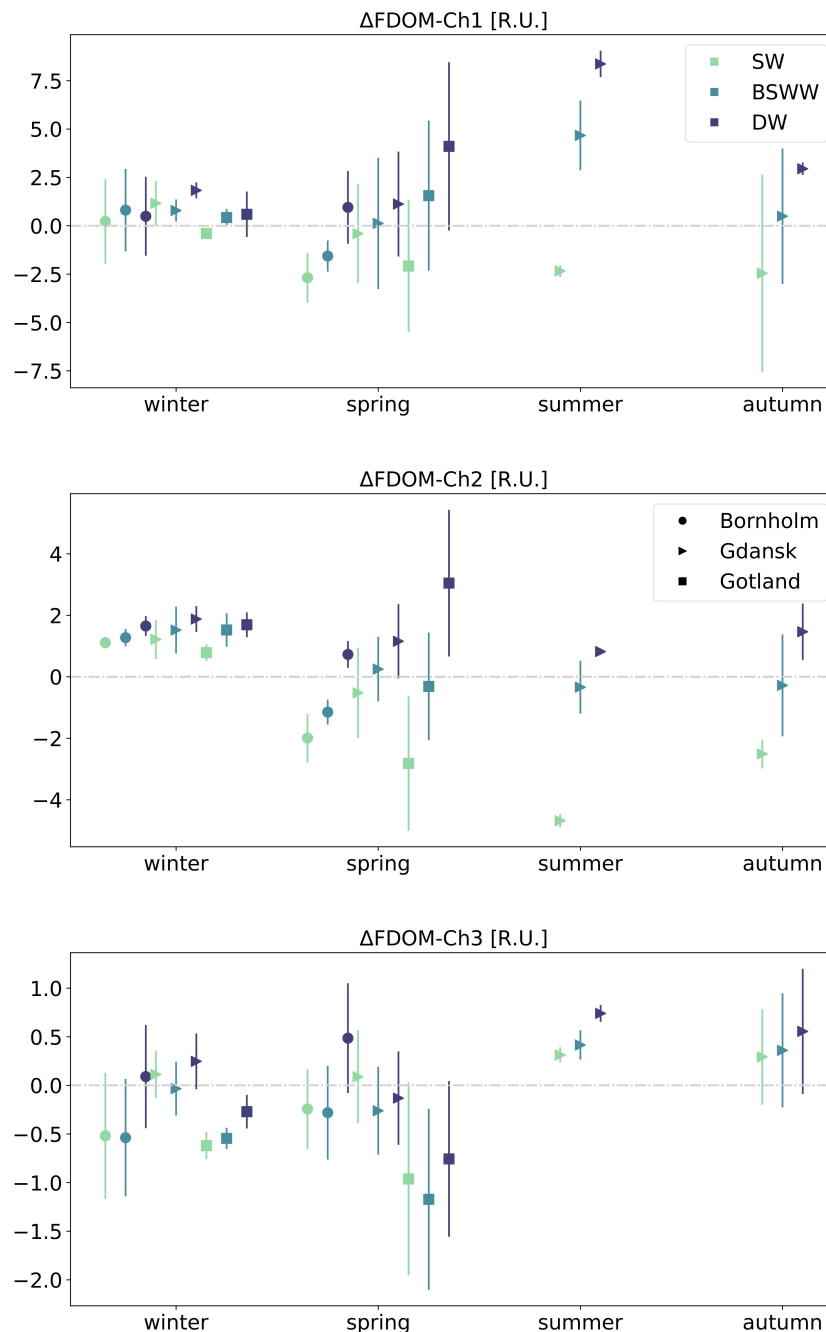 ΔFDOM-Ch1 [R.U.]
SW
BSWW
DW
7.5
5.0
2.5
0.0
−2.5
−5.0
−7.5
winter spring summer autumn
ΔFDOM-Ch2 [R.U.]
Bornholm
Gdansk
Gotland
4
2
0
−2
−4
winter spring summer autumn
ΔFDOM-Ch3 [R.U.]
1.0
0.5
0.0
−0.5
−1.0
−1.5
−2.0
winter spring summer autumn